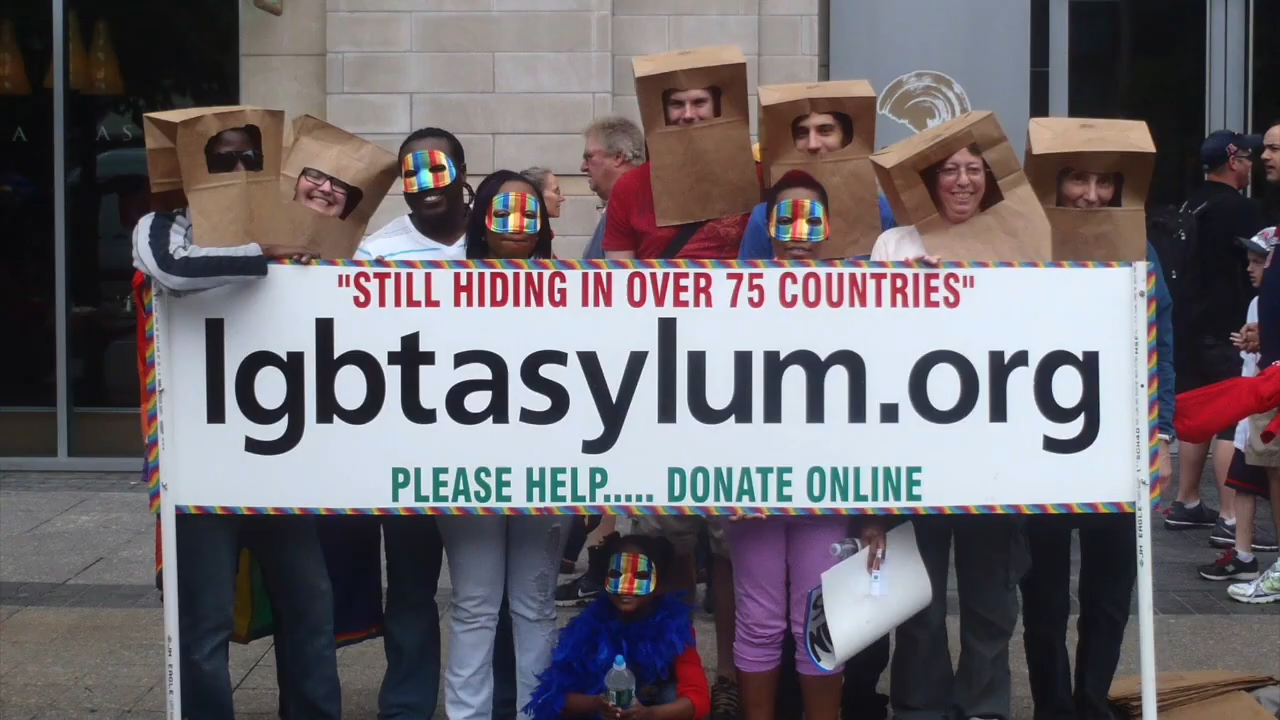 "STILL HIDING IN OVER 75 COUNTRIES"
lgbtasylum.org
PLEASE HELP..... DONATE ONLINE